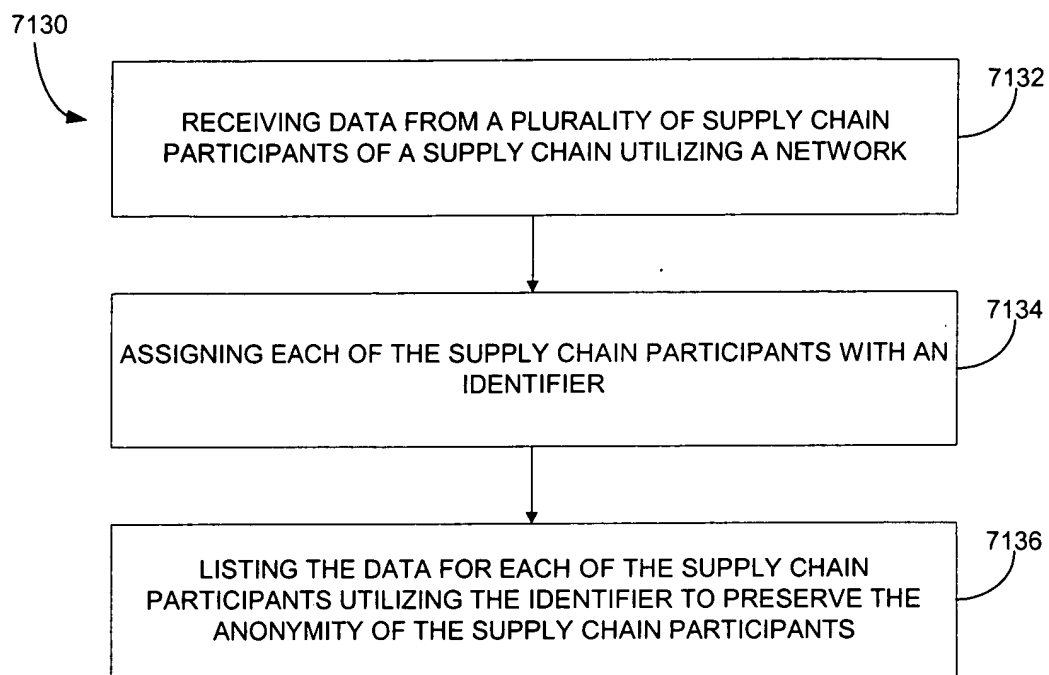 7130
7132
RECEIVING DATA FROM A PLURALITY OF SUPPLY CHAIN
PARTICIPANTS OF A SUPPLY CHAIN UTILIZING A NETWORK
7134
ASSIGNING EACH OF THE SUPPLY CHAIN PARTICIPANTS WITH AN
IDENTIFIER
7136
LISTING THE DATA FOR EACH OF THE SUPPLY CHAIN
PARTICIPANTS UTILIZING THE IDENTIFIER TO PRESERVE THE
ANONYMITY OF THE SUPPLY CHAIN PARTICIPANTS